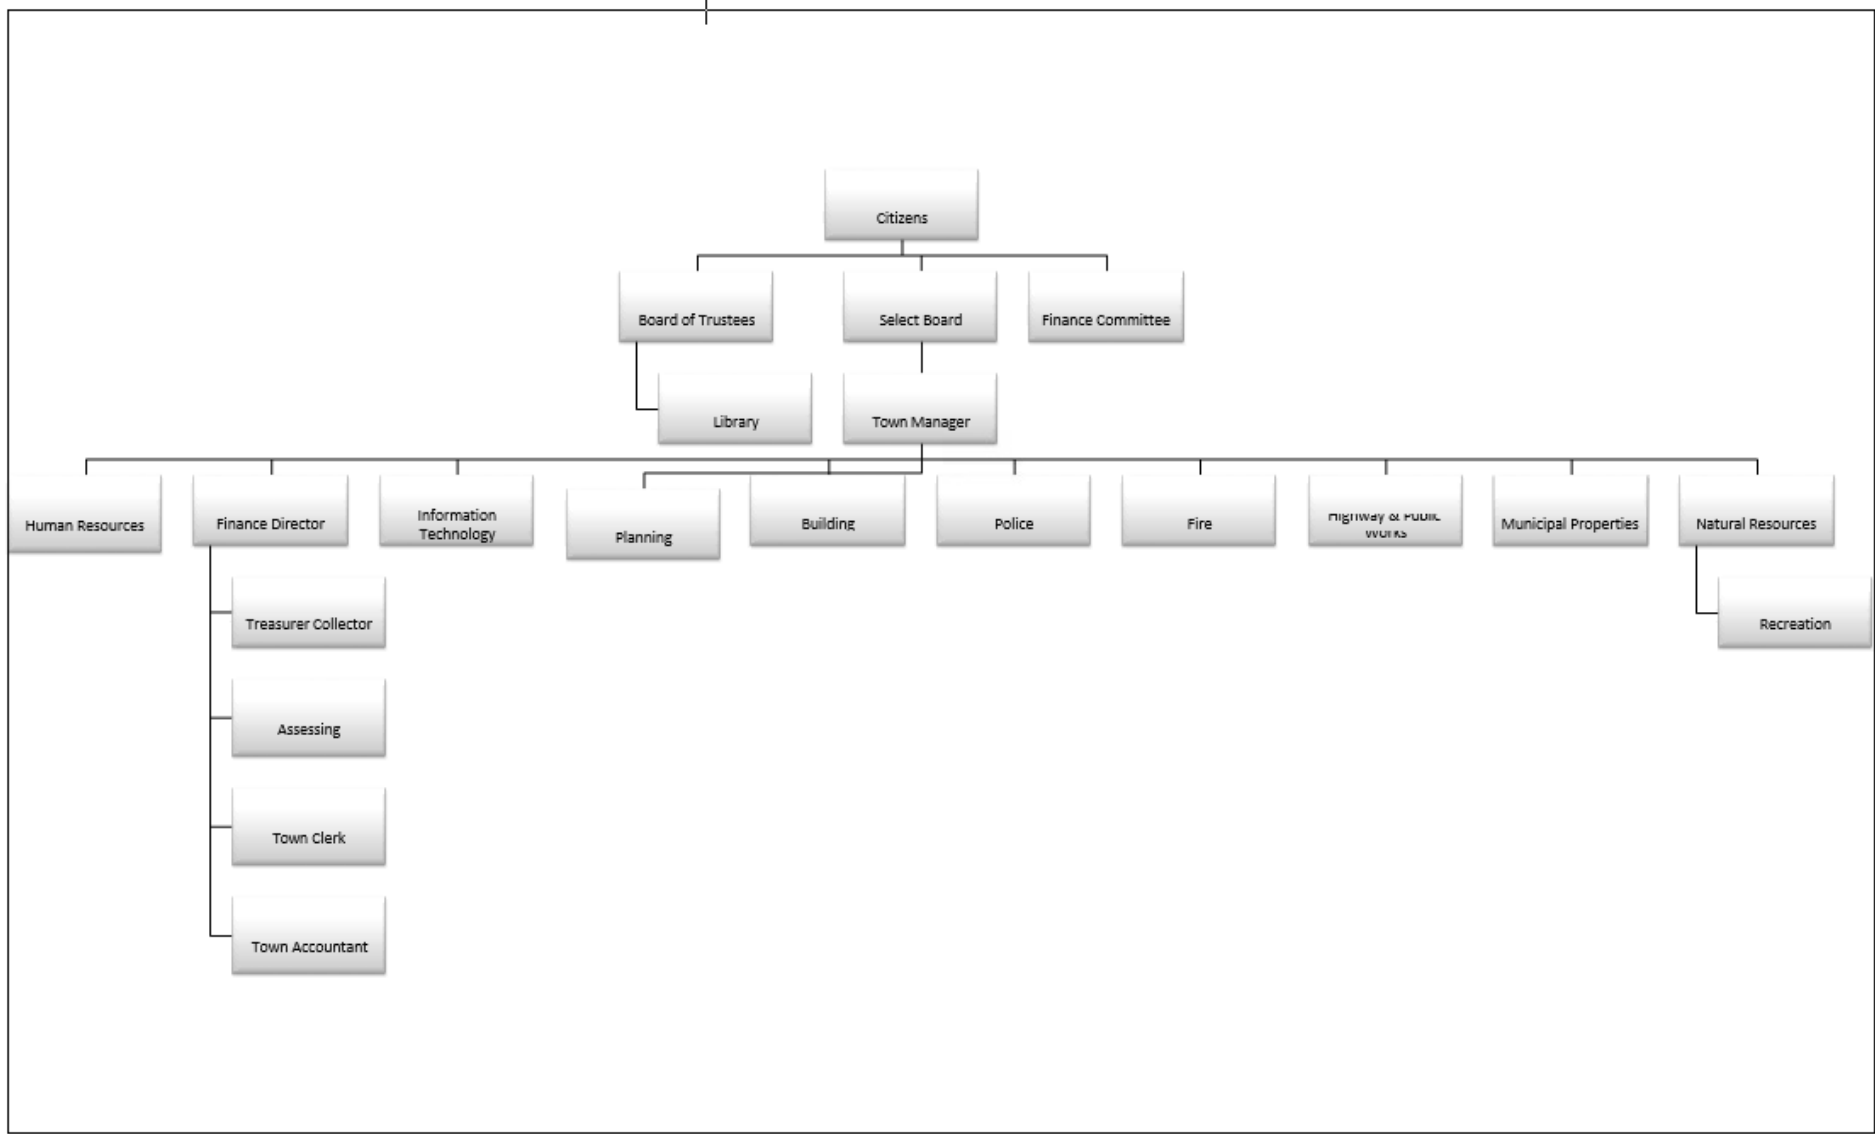 Citizens
Board of Trustees
Select Board
Finance Committee
Library
Town Manager
Human Resources
Finance Director
Information
Technology
Planning
Building
Police
Fire
Highway & Public
Works
Municipal Properties
Natural Resources
Treasurer Collector
Recreation
Assessing
Town Clerk
Town Accountant